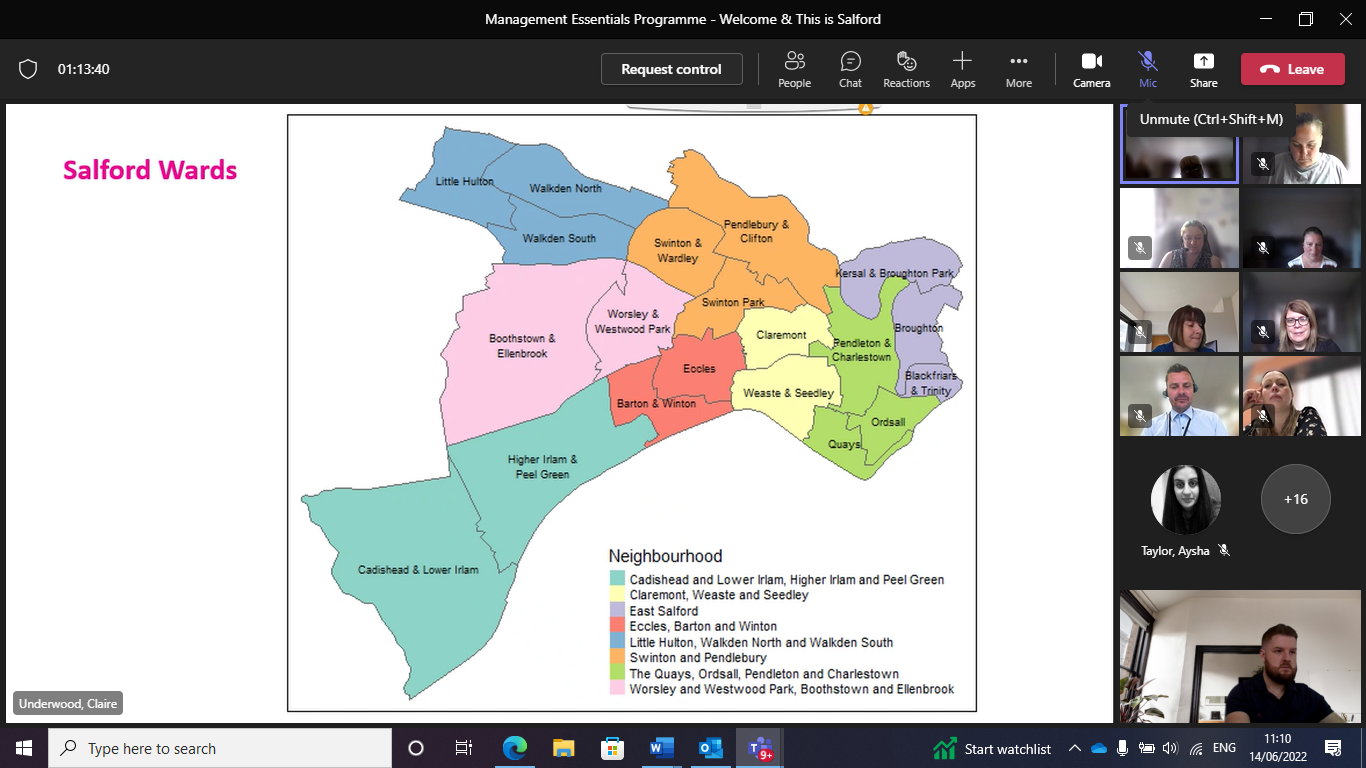 Management Essentials Programme - Welcome & This is Salford
01:13:40
Request control
People
Chat
Reactions
Apps
More
Camera
Mic
Share
Leave
Unmute (Ctrl+Shift+M)
Salford Wards
Little Hulton
Walkden North
Walkden South
Swinton &
Wardley
Pendlebury &
Clifton
Kersal & Broughton Park
Swinton Park
Worsley &
Westwood Park
Boothstown &
Ellenbrook
Claremont
Broughton
Pendleton &
Charlestown
Eccles
Blackfriars
& Trinity
Weaste & Seedley
Barton & Winton
Ordsall
Quays
Higher Irlam &
Peel Green
Cadishead & Lower Irlam
Neighbourhood
Cadishead and Lower Irlam, Higher Irlam and Peel Green
Claremont, Weaste and Seedley
East Salford
Eccles, Barton and Winton
Little Hulton, Walkden North and Walkden South
Swinton and Pendlebury
The Quays, Ordsall, Pendleton and Charlestown
Worsley and Westwood Park, Boothstown and Ellenbrook
+16
Taylor, Aysha
Underwood, Claire
Type here to search
9+
Start watchlist
ENG
11:10
14/06/2022